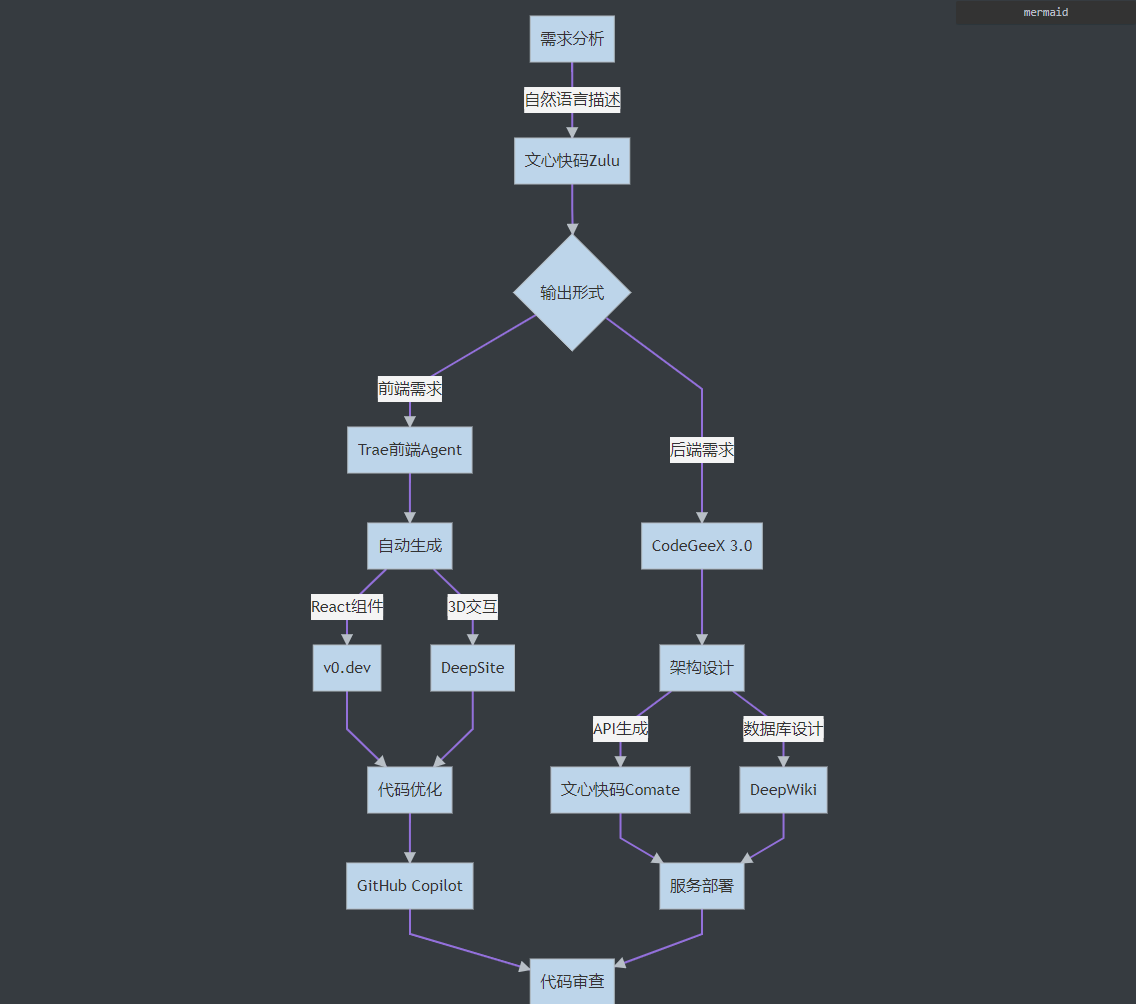 mermaid
需求分析
自然语言描述
文心快码Zulu
输出形式
前端需求
Trae前端Agent
后端需求
自动生成
CodeGeeX 3.0
React组件
3D交互
v0.dev
DeepSite
架构设计
API生成
数据库设计
代码优化
文心快码Comate
DeepWiki
GitHub Copilot
服务部署
代码审查